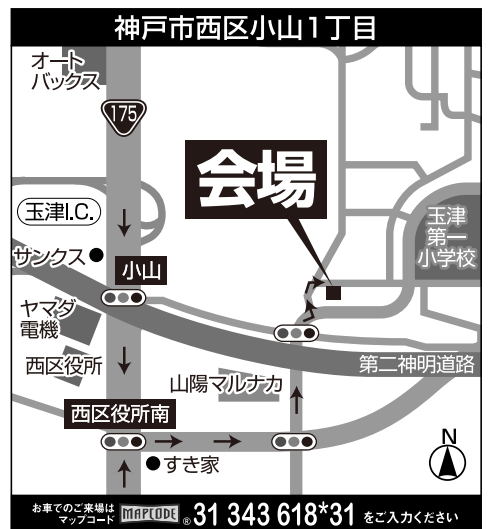 神戸市西区小山1丁目
オート
バックス
175
会場
玉津I.C.
玉津
第一
小学校
サンクス
小山
ヤマダ
電機
西区役所
第二神明道路
山陽マルナカ
西区役所南
すき家
N
お車でのご来場は
マップコード
MAPCODE ® 31 343 618*31 をご入力ください